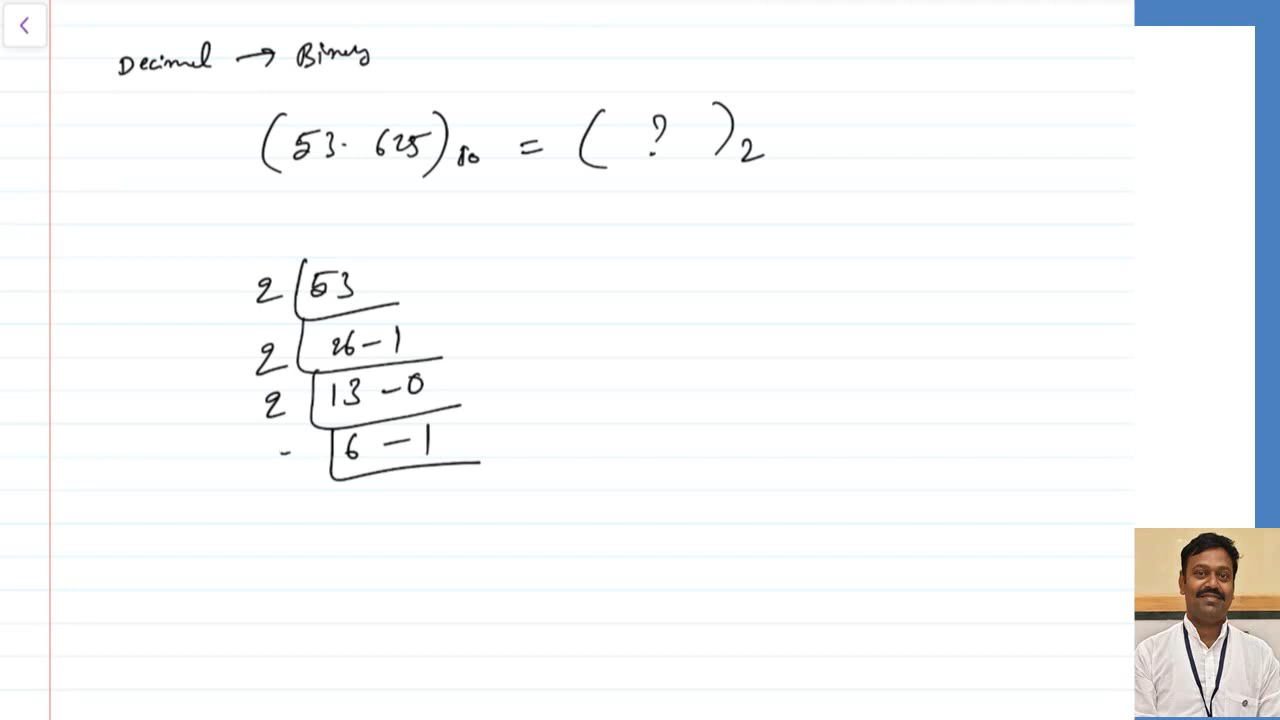 Decimal → Binary
(53. 625)10 = ( ? )2
2 53
2 26 - 1
2 13 - 0
- 6 - 1